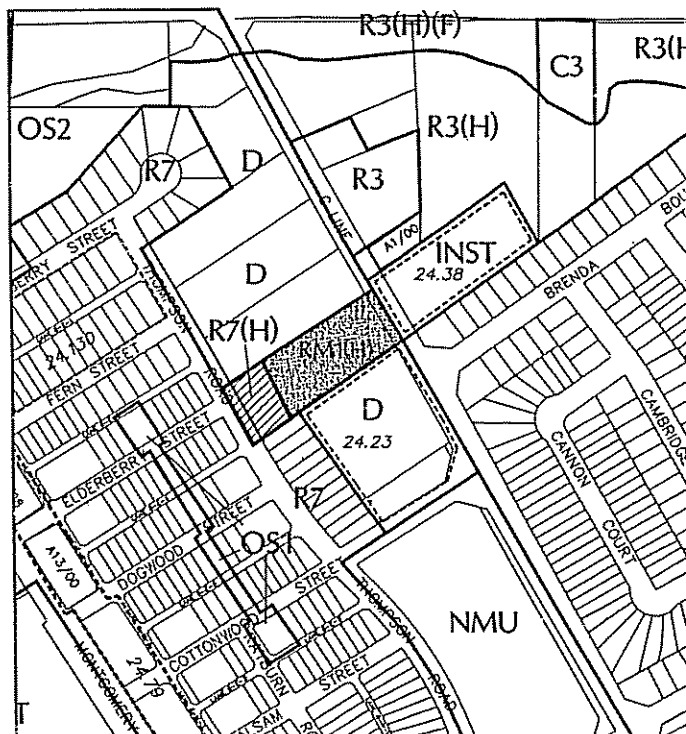 R3(H)(F)
R3(H
C3
OS2
R3(H)
D
R7
R3
C LINE
A1/00
INST
24.38
BRENDA
BOU
BERRY STREET
THOMPSON
ROAD
D
R7(H)
RM1(H)
24.130
FERN STREET
D
24.23
CAMBRIDGE
CANNON
COURT
ELDERBERRY STREET
R7
DOGWOOD STREET
OS1
A13/00
COTTONWOOD STREET
THOMPSON
ROAD
NMU
24.79
MONTGOMERY
STREET